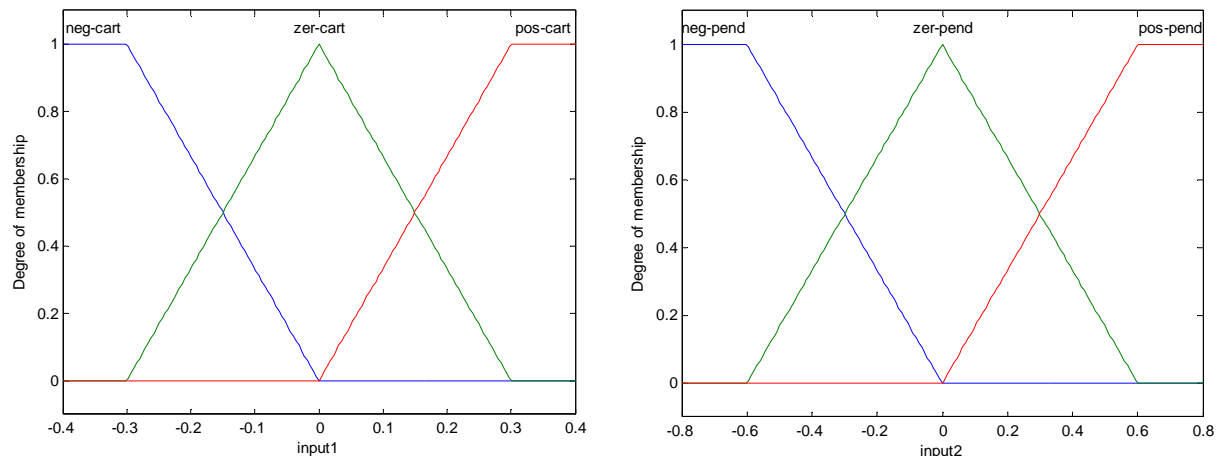 neg-cart zer-cart pos-cart
1
0.8
0.6
0.4
0.2
0
Degree of membership
-0.4 -0.3 -0.2 -0.1 0 0.1 0.2 0.3 0.4
input1
neg-pend zer-pend pos-pend
1
0.8
0.6
0.4
0.2
0
Degree of membership
-0.8 -0.6 -0.4 -0.2 0 0.2 0.4 0.6 0.8
input2